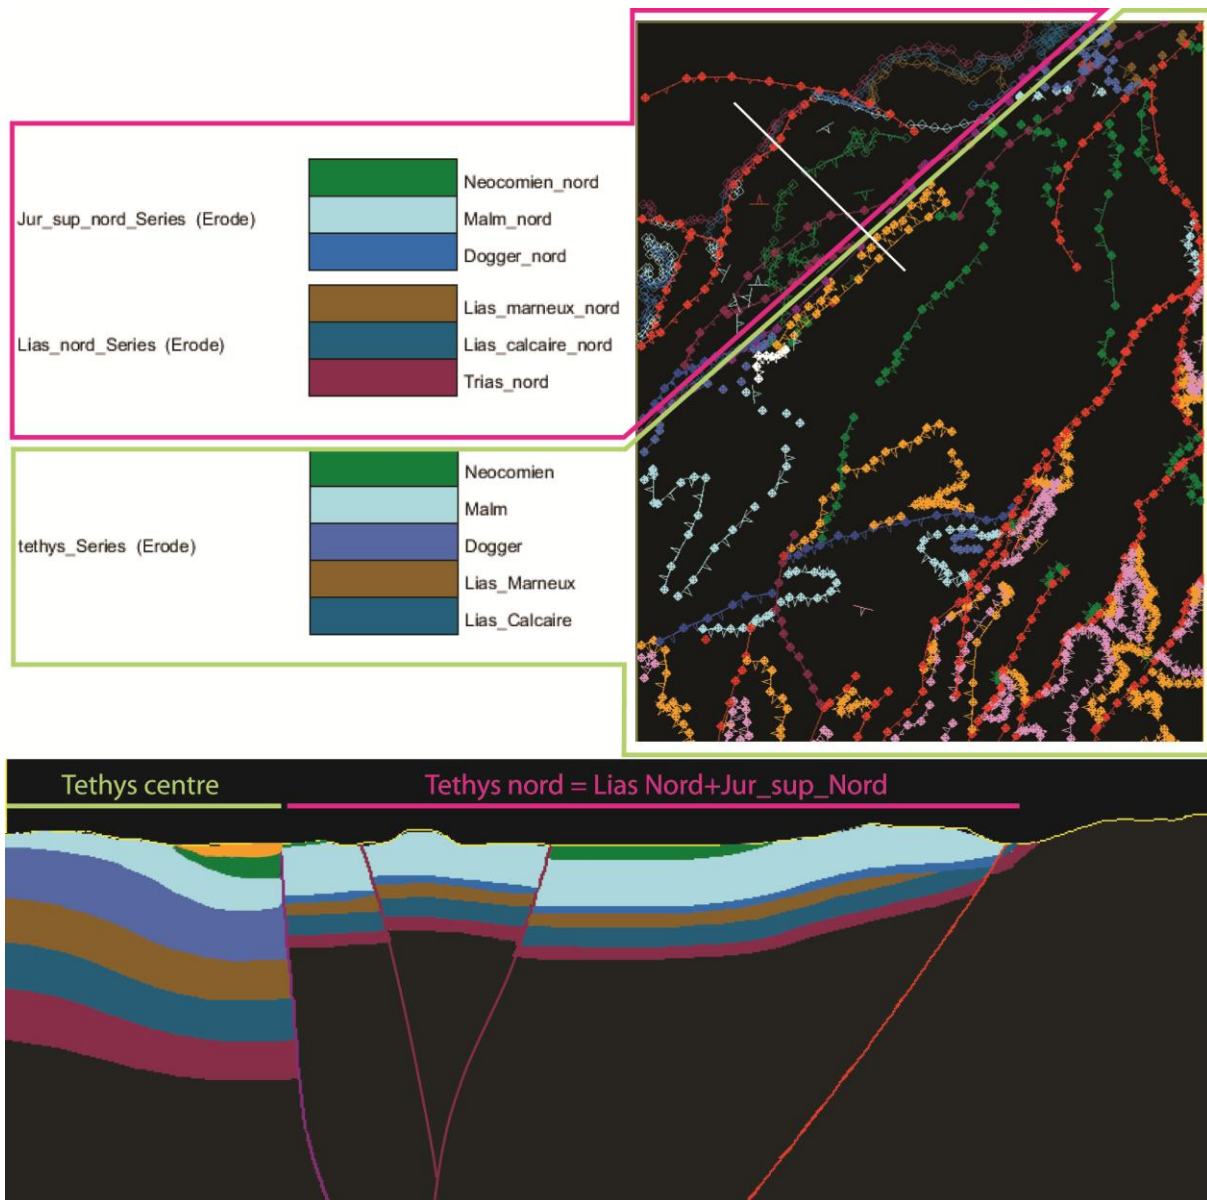 Jur_sup_nord_Series (Erode)
Neocomien_nord
Malm_nord
Dogger_nord
Lias_nord_Series (Erode)
Lias_marneux_nord
Lias_calcaire_nord
Trias_nord
tethys_Series (Erode)
Neocomien
Malm
Dogger
Lias_Marneux
Lias_Calcaire
Tethys centre
Tethys nord = Lias Nord+Jur_sup_Nord